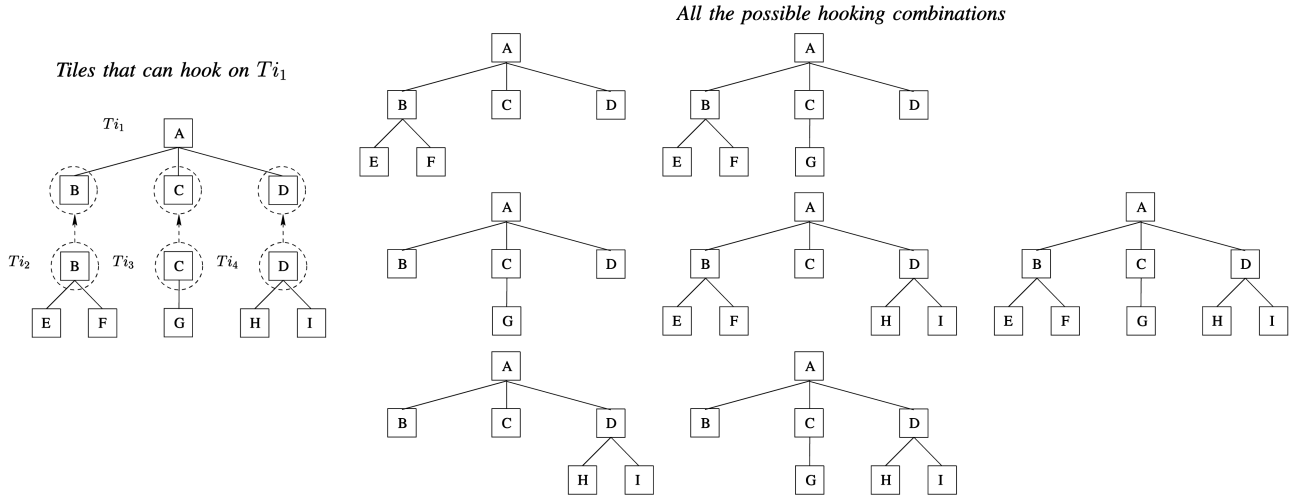 All the possible hooking combinations
Tiles that can hook on Ti1
Ti1
A
B C D
Ti2 B Ti3 C Ti4 D
E F G H I
A
B C D
E F
A
B C D
E F G
A
B C D
G
A
B C D
E F H I
A
B C D
E F G H I
A
B C D
H I
A
B C D
G H I